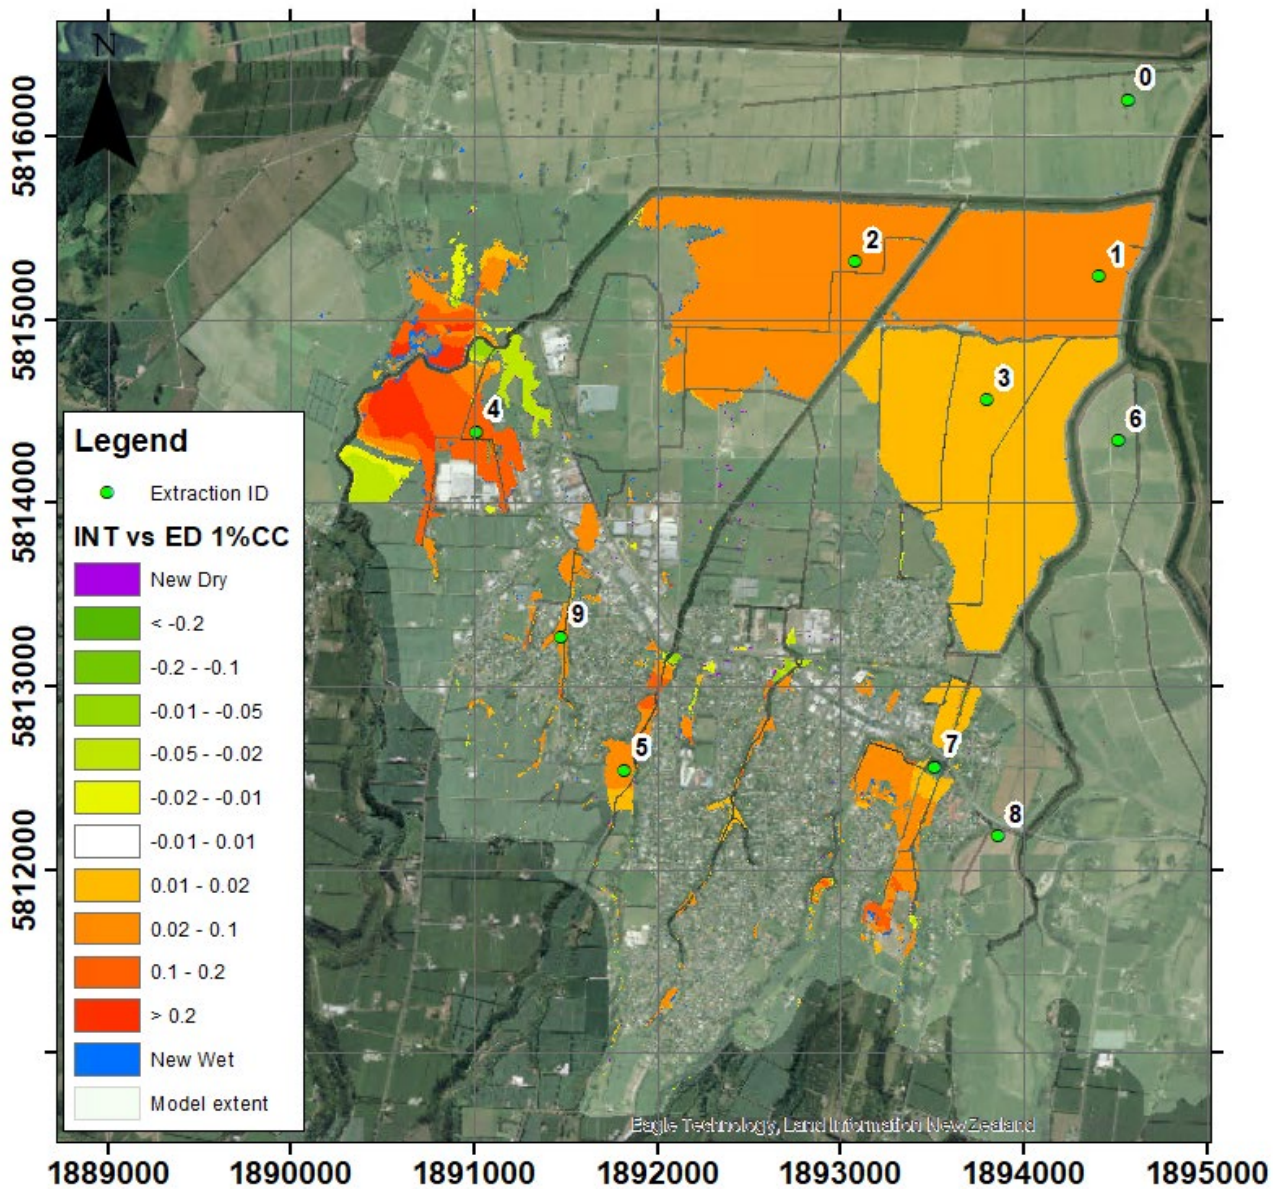 N
0
5816000
2
1
5815000
3
4
6
Legend
Extraction ID
INT vs ED 1%CC
New Dry
< -0.2
-0.2 - -0.1
-0.01 - -0.05
-0.05 - -0.02
-0.02 - -0.01
-0.01 - 0.01
0.01 - 0.02
0.02 - 0.1
0.1 - 0.2
> 0.2
New Wet
Model extent
5814000
9
5813000
5
7
8
5812000
Eagle Technology, Land Information New Zealand
1889000 1890000 1891000 1892000 1893000 1894000 1895000